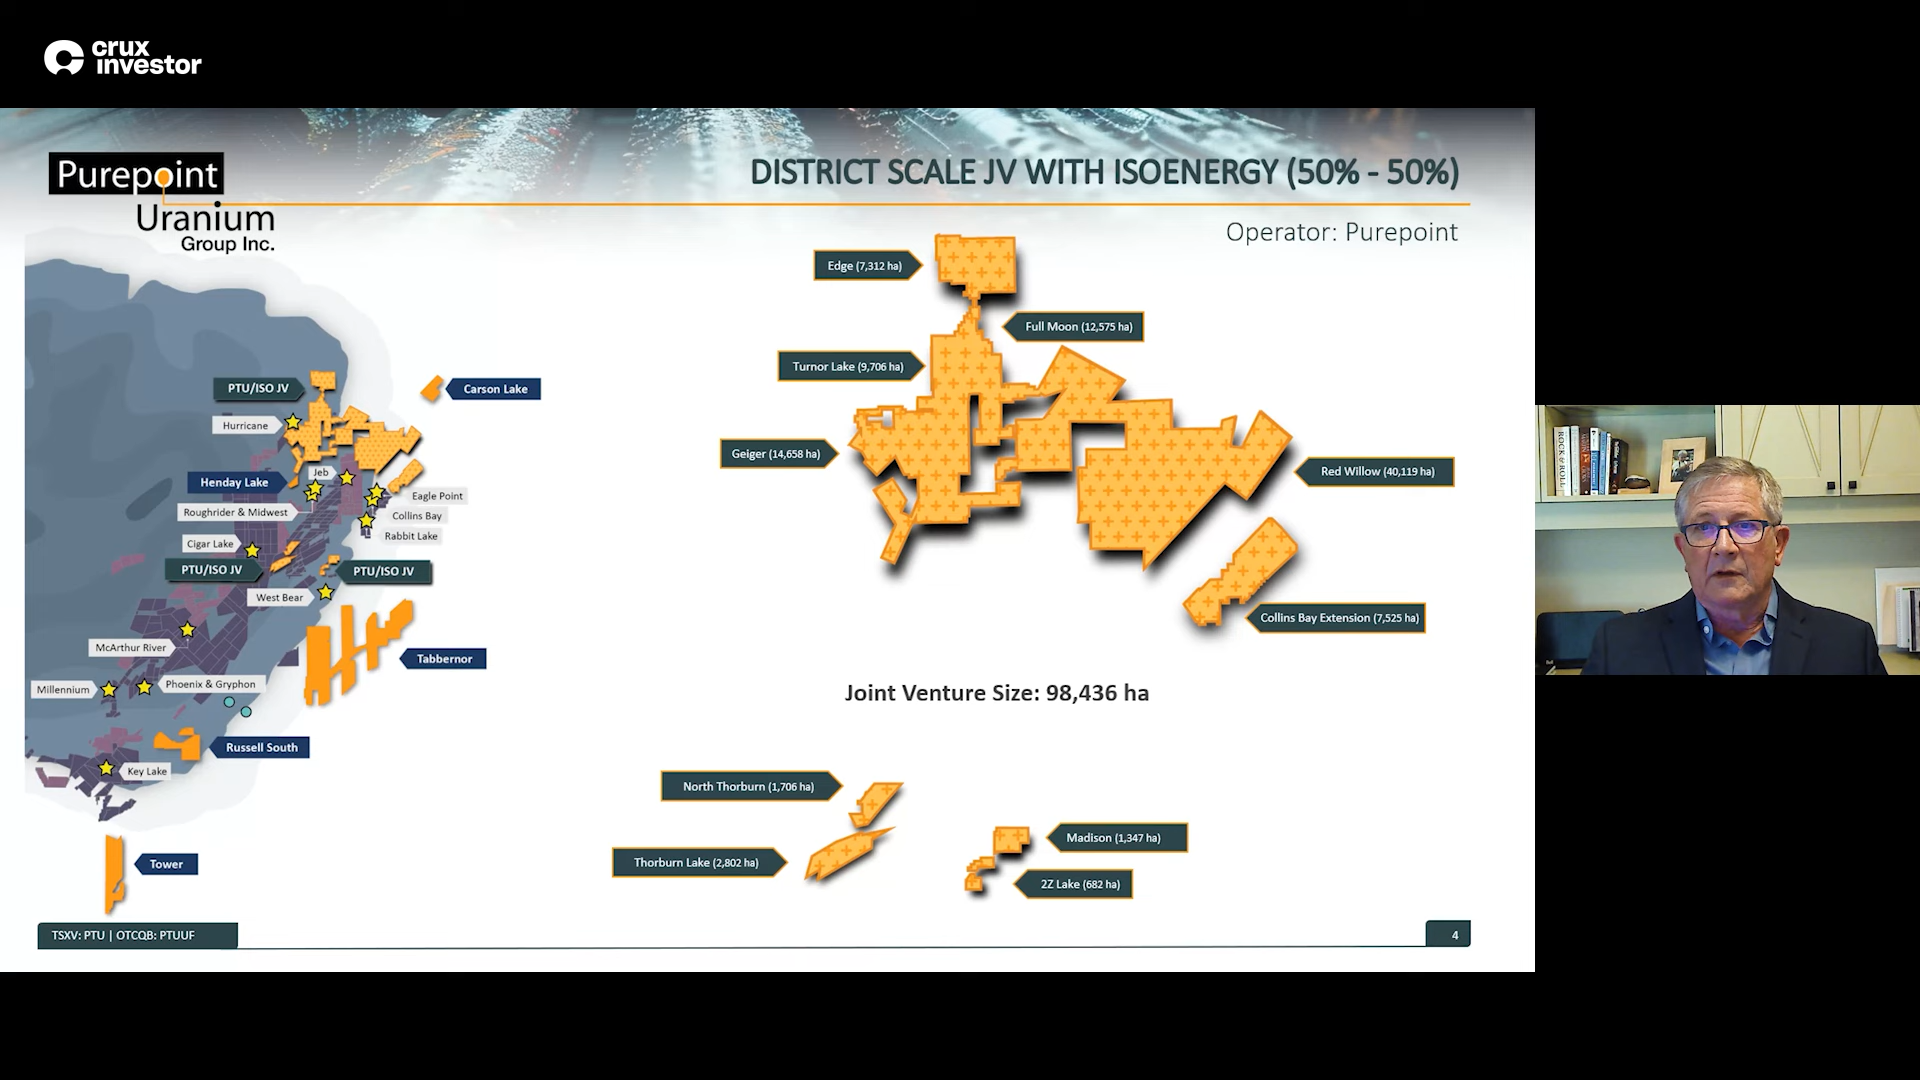 crux
investor
Purepoint
Uranium
Group Inc.
DISTRICT SCALE JV WITH ISOENERGY (50% - 50%)
Operator: Purepoint
PTU/ISO JV
Carson Lake
Hurricane
Jeb
Henday Lake
Eagle Point
Roughrider & Midwest
Collins Bay
Rabbit Lake
Cigar Lake
PTU/ISO JV
PTU/ISO JV
West Bear
McArthur River
Tabbernor
Millennium
Phoenix & Gryphon
Russell South
Key Lake
Tower
Edge (7,312 ha)
Full Moon (12,575 ha)
Turnor Lake (9,706 ha)
Geiger (14,658 ha)
Red Willow (40,119 ha)
Collins Bay Extension (7,525 ha)
Joint Venture Size: 98,436 ha
North Thorburn (1,706 ha)
Thorburn Lake (2,802 ha)
Madison (1,347 ha)
2Z Lake (682 ha)
TSXV: PTU | OTCQB: PTUUF
4
ROCK & ROLL